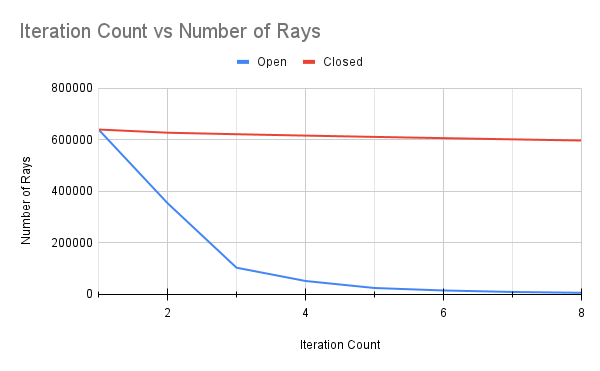 Iteration Count vs Number of Rays
Open Closed
Number of Rays
800000
600000
400000
200000
0
2 4 6 8
Iteration Count